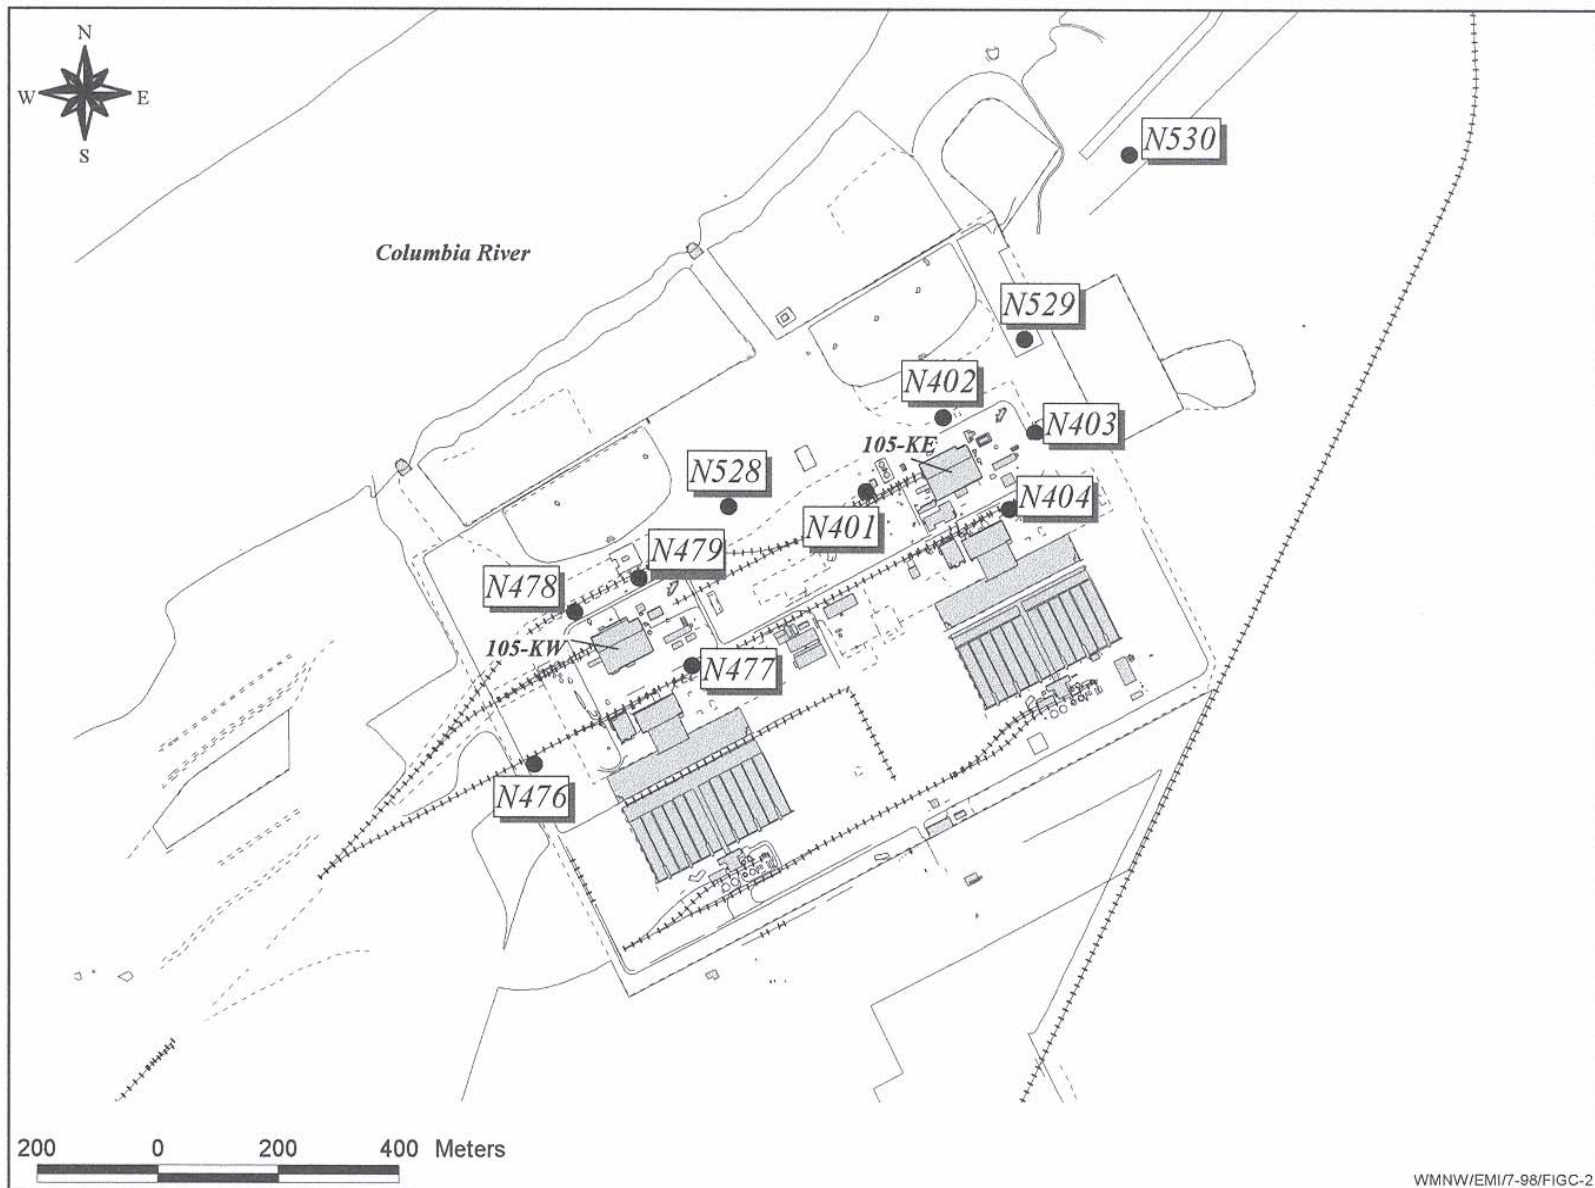 N
W E
S
N530
Columbia River
N529
N402
N403
105-KE
N528
N404
N401
N479
N478
105-KW
N477
N476
200 0 200 400 Meters
WMNW/EMI/7-98/FIGC-2